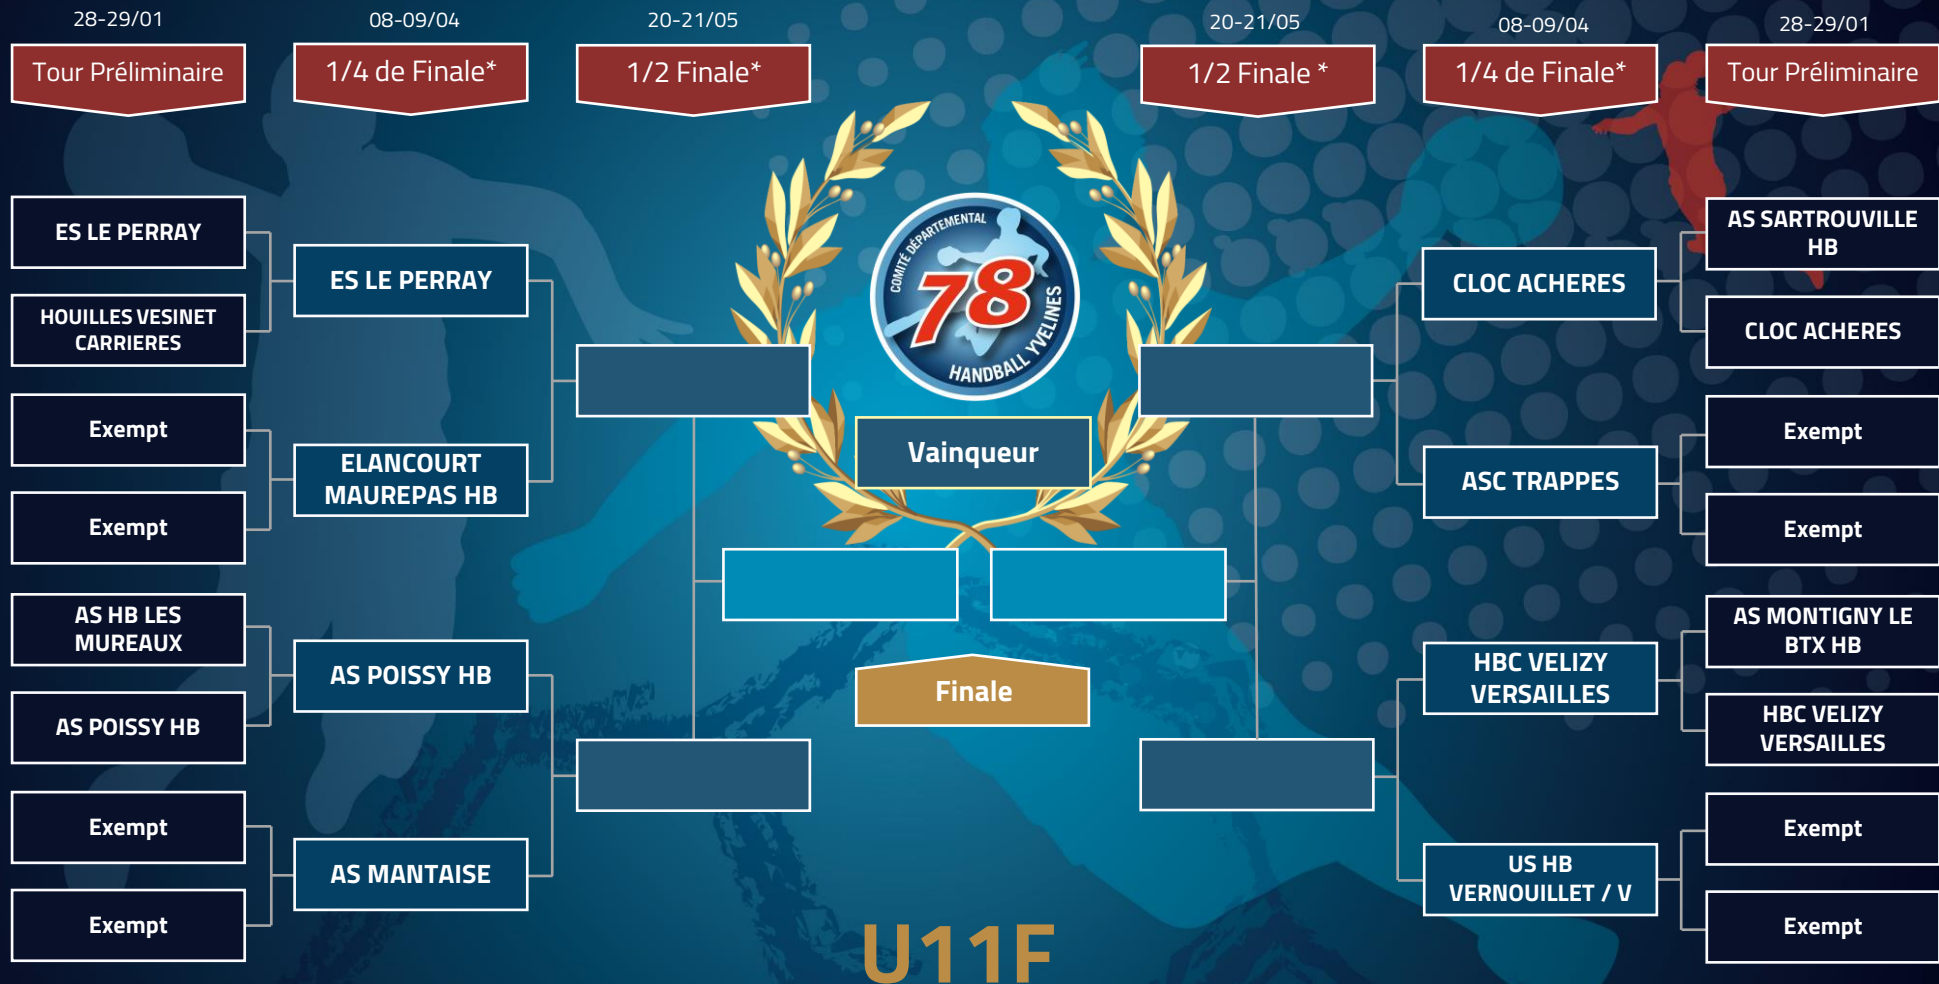 28-29/01
08-09/04
20-21/05
20-21/05
08-09/04
28-29/01
Tour Préliminaire
1/4 de Finale*
1/2 Finale*
1/2 Finale *
1/4 de Finale*
Tour Préliminaire
ES LE PERRAY
HOUILLES VESINET
CARRIERES
Exempt
Exempt
AS HB LES
MUREAUX
AS POISSY HB
Exempt
Exempt
ES LE PERRAY
ELANCOURT
MAUREPAS HB
AS POISSY HB
AS MANTAISE
COMITÉ DÉPARTEMENTAL
78
HANDBALL YVELINES
Vainqueur
Finale
U11F
CLOC ACHERES
ASC TRAPPES
HBC VELIZY
VERSAILLES
US HB
VERNOUILLET / V
AS SARTROUVILLE
HB
CLOC ACHERES
Exempt
Exempt
AS MONTIGNY LE
BTX HB
HBC VELIZY
VERSAILLES
Exempt
Exempt